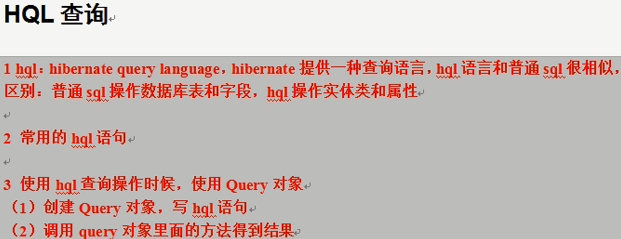 HQL 查询
1 hql：hibernate query language，hibernate 提供一种查询语言，hql 语言和普通 sql 很相似，
区别：普通 sql 操作数据库表和字段，hql 操作实体类和属性
2 常用的 hql 语句
3 使用 hql 查询操作时候，使用 Query 对象
（1）创建 Query 对象，写 hql 语句
（2）调用 query 对象里面的方法得到结果